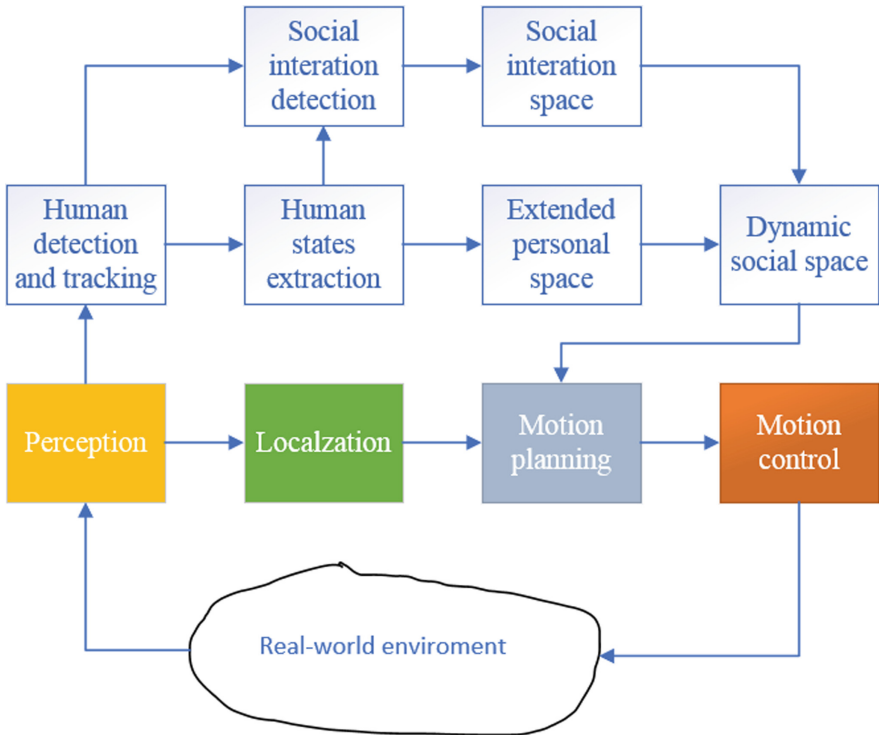 Social
interation
detection
Social
interation
space
Human
detection
and tracking
Human
states
extraction
Extended
personal
space
Dynamic
social space
Perception
Localzation
Motion
planning
Motion
control
Real-world enviroment